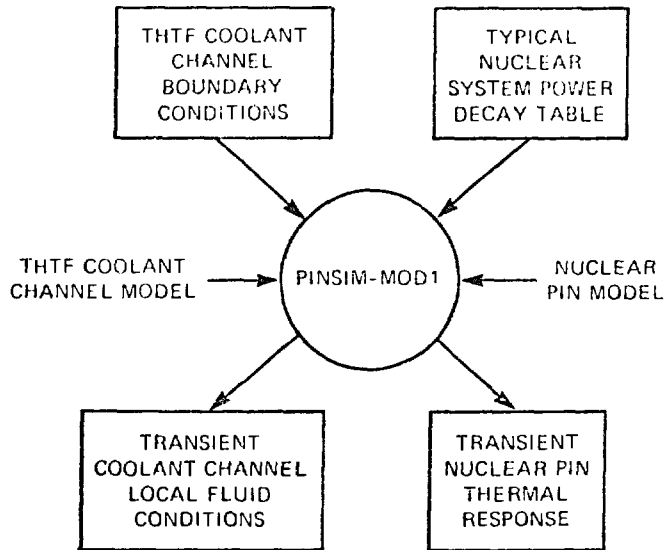 THTF COOLANT
CHANNEL
BOUNDARY
CONDITIONS
TYPICAL
NUCLEAR
SYSTEM POWER
DECAY TABLE
THTF COOLANT
CHANNEL MODEL
PINSIM-MOD1
NUCLEAR
PIN MODEL
TRANSIENT
COOLANT CHANNEL
LOCAL FLUID
CONDITIONS
TRANSIENT
NUCLEAR PIN
THERMAL
RESPONSE